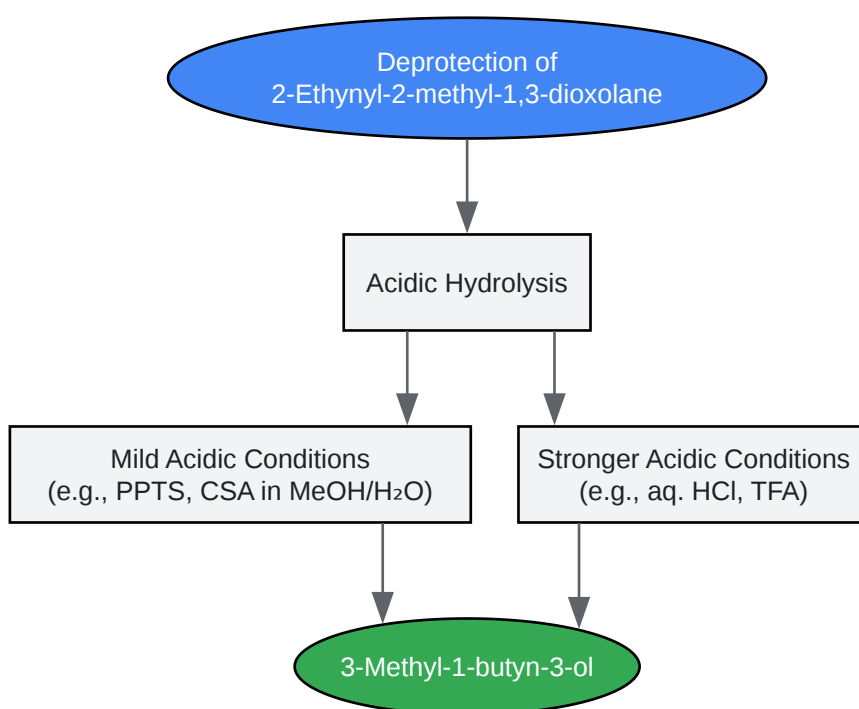 Deprotection of
2-Ethynyl-2-methyl-1,3-dioxolane
Acidic Hydrolysis
Mild Acidic Conditions
(e.g., PPTS, CSA in MeOH/H₂O)
Stronger Acidic Conditions
(e.g., aq. HCl, TFA)
3-Methyl-1-butyn-3-ol